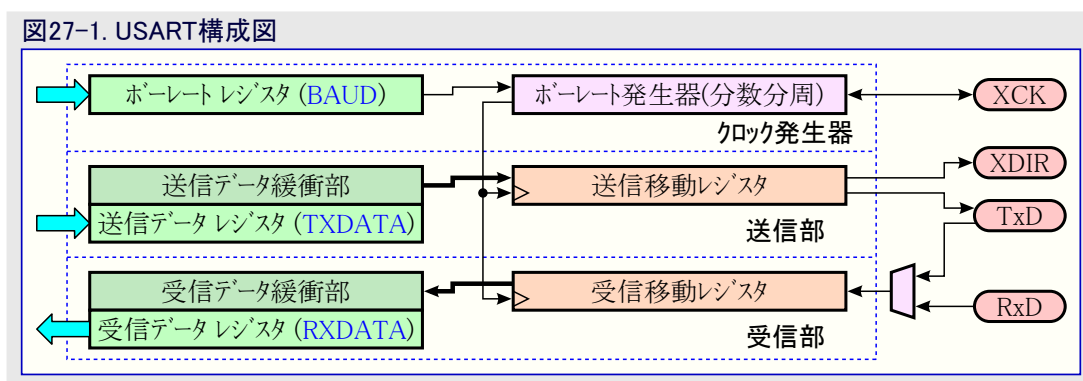 図27-1. USART構成図
ボーレート レジスタ (BAUD)
ボーレート発生器(分数分周)
XCK
クロック発生器
XDIR
送信データ緩衝部
送信移動レジスタ
送信データ レジスタ (TXDATA)
TxD
送信部
受信データ緩衝部
受信移動レジスタ
RxD
受信データ レジスタ (RXDATA)
受信部